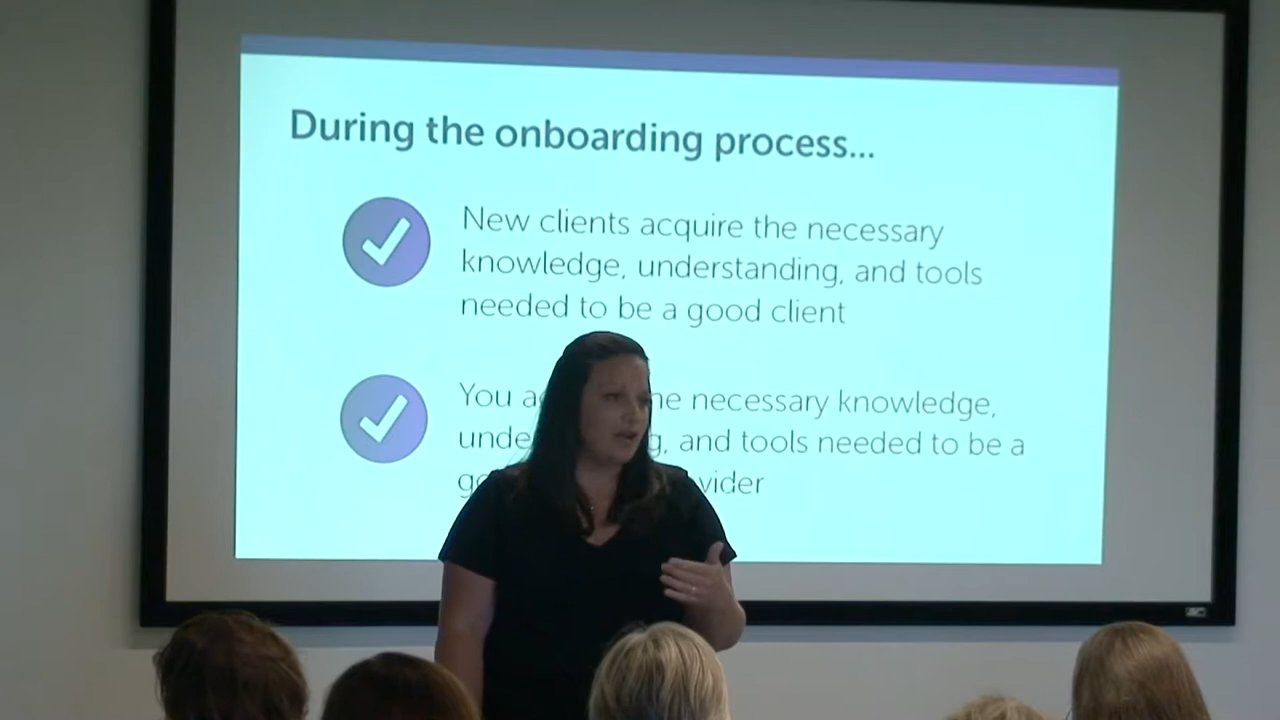 During the onboarding process...
New clients acquire the necessary
knowledge, understanding, and tools
needed to be a good client
You necessary knowledge,
and tools needed to be a